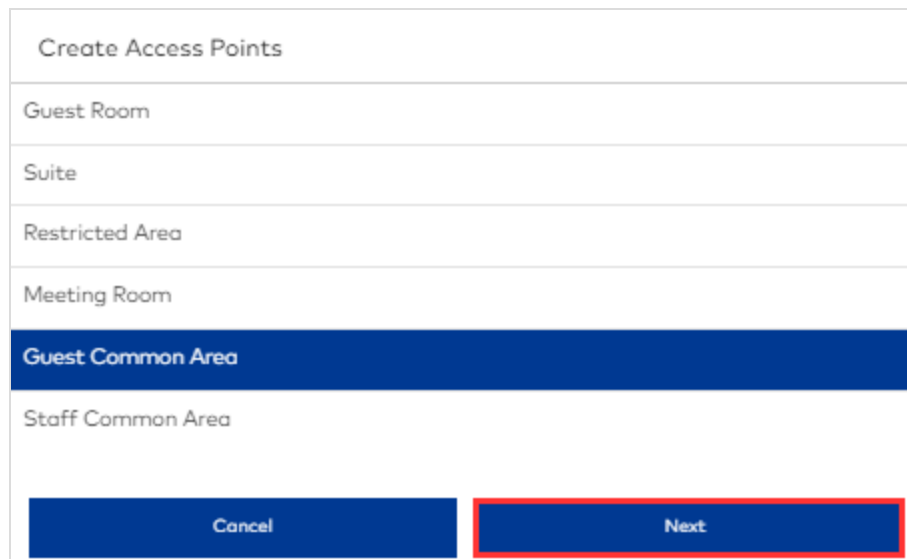 Create Access Points
Guest Room
Suite
Restricted Area
Meeting Room
Guest Common Area
Staff Common Area
Cancel
Next